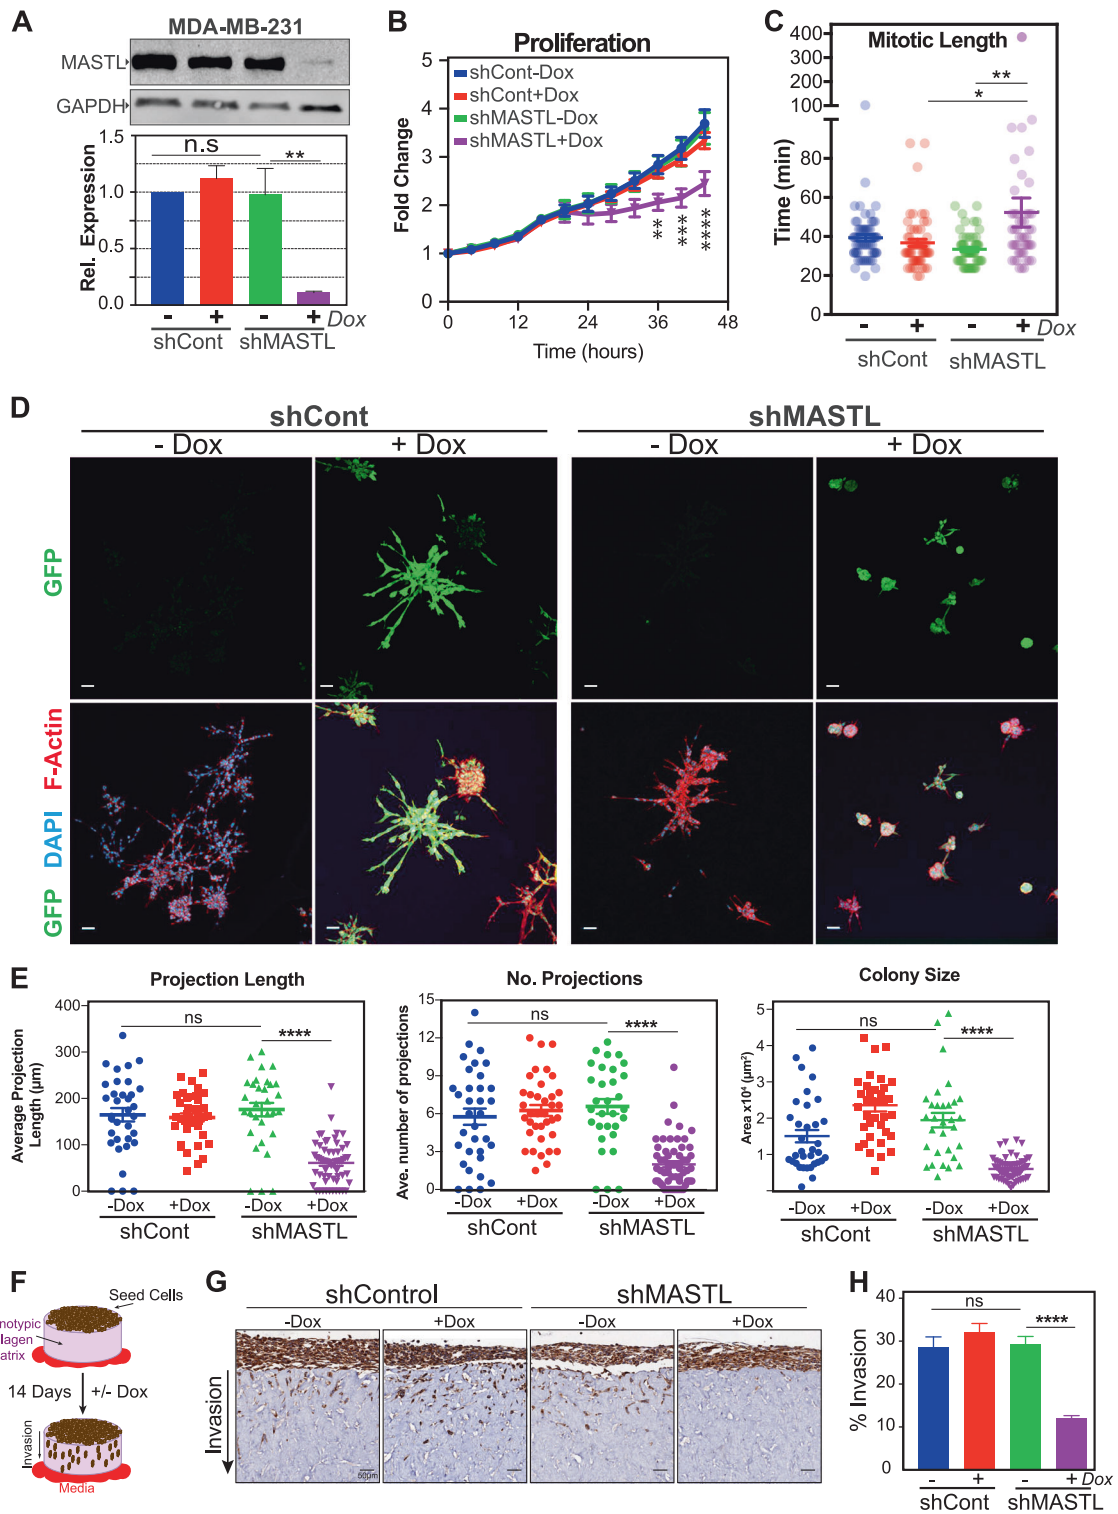 A
MDA-MB-231
MASTL
GAPDH
Rel. Expression
1.5
1.0
0.5
0.0
n.s
**
- + - + Dox
shCont shMASTL
B
Proliferation
shCont-Dox
shCont+Dox
shMASTL-Dox
shMASTL+Dox
Fold Change
5
4
3
2
1
0
** *** ****
0 12 24 36 48
Time (hours)
C
Mitotic Length
Time (min)
400
300
200
100
80
60
40
20
0
**
*
- + - + Dox
shCont shMASTL
D
shCont shMASTL
- Dox + Dox - Dox + Dox
GFP
GFP DAPI F-Actin
E
Projection Length
Average Projection
Length (µm)
400
300
200
100
0
ns
****
-Dox +Dox -Dox +Dox
shCont shMASTL
No. Projections
Ave. number of projections
15
12
9
6
3
0
ns
****
-Dox +Dox -Dox +Dox
shCont shMASTL
Colony Size
Area x10⁴ (µm²)
5
4
3
2
1
ns
****
-Dox +Dox -Dox +Dox
shCont shMASTL
F
Seed Cells
notypic
lagen
atrix
14 Days +/- Dox
Invasion
Media
G
shControl shMASTL
-Dox +Dox -Dox +Dox
Invasion
50µm
H
% Invasion
40
30
20
10
0
ns
****
- + - + Dox
shCont shMASTL